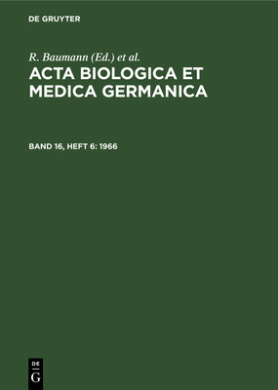 DE GRUYTER
R. Baumann (Ed.) et al.
ACTA BIOLOGICA ET
MEDICA GERMANICA
BAND 16, HEFT 6: 1966
DE
G